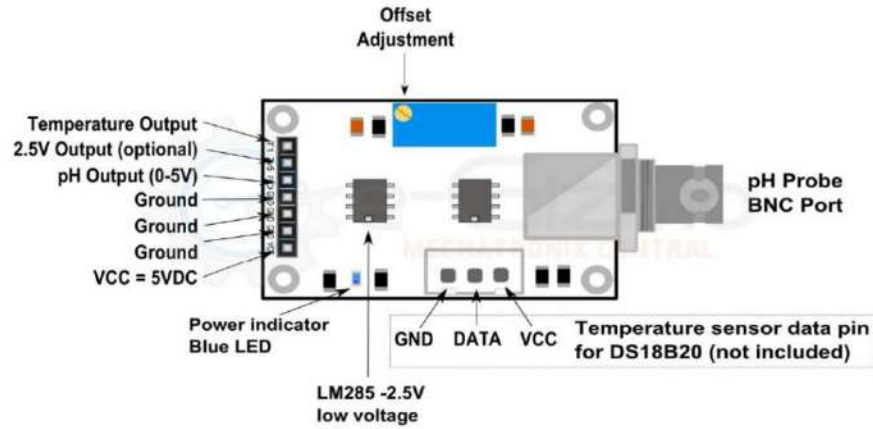 Offset
Adjustment
Temperature Output
2.5V Output (optional)
pH Output (0-5V)
Ground
Ground
Ground
VCC = 5VDC
pH Probe
BNC Port
MECHATRONIX CENTRAL
Power indicator
Blue LED
GND DATA VCC
Temperature sensor data pin
for DS18B20 (not included)
LM285 -2.5V
low voltage